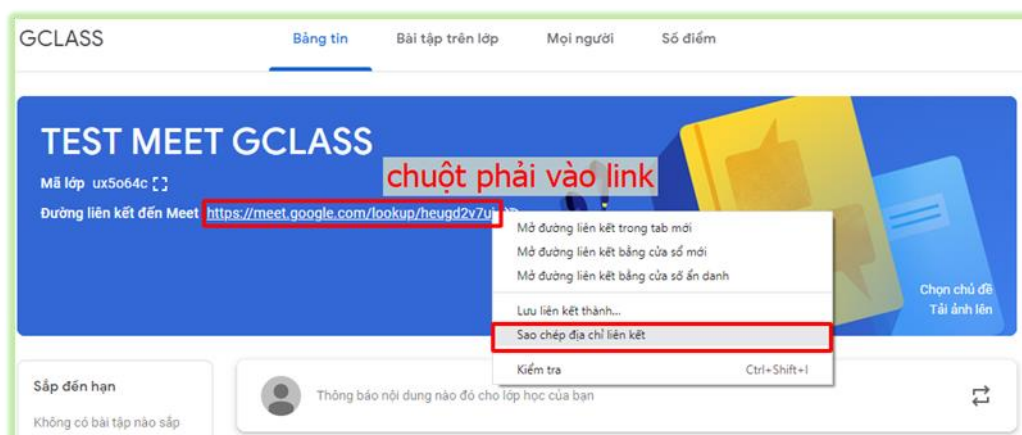 GCLASS
Bảng tin Bài tập trên lớp Mọi người Số điểm
TEST MEET GCLASS
chuột phải vào link
Mã lớp ux5o64c
Đường liên kết đến Meet https://meet.google.com/lookup/heugd2v7uj
Mở đường liên kết trong tab mới
Mở đường liên kết bằng cửa sổ mới
Mở đường liên kết bằng cửa sổ ẩn danh
Lưu liên kết thành...
Sao chép địa chỉ liên kết
Kiểm tra Ctrl+Shift+I
Chọn chủ đề
Tải ảnh lên
Sắp đến hạn
Không có bài tập nào sắp
Thông báo nội dung nào đó cho lớp học của bạn